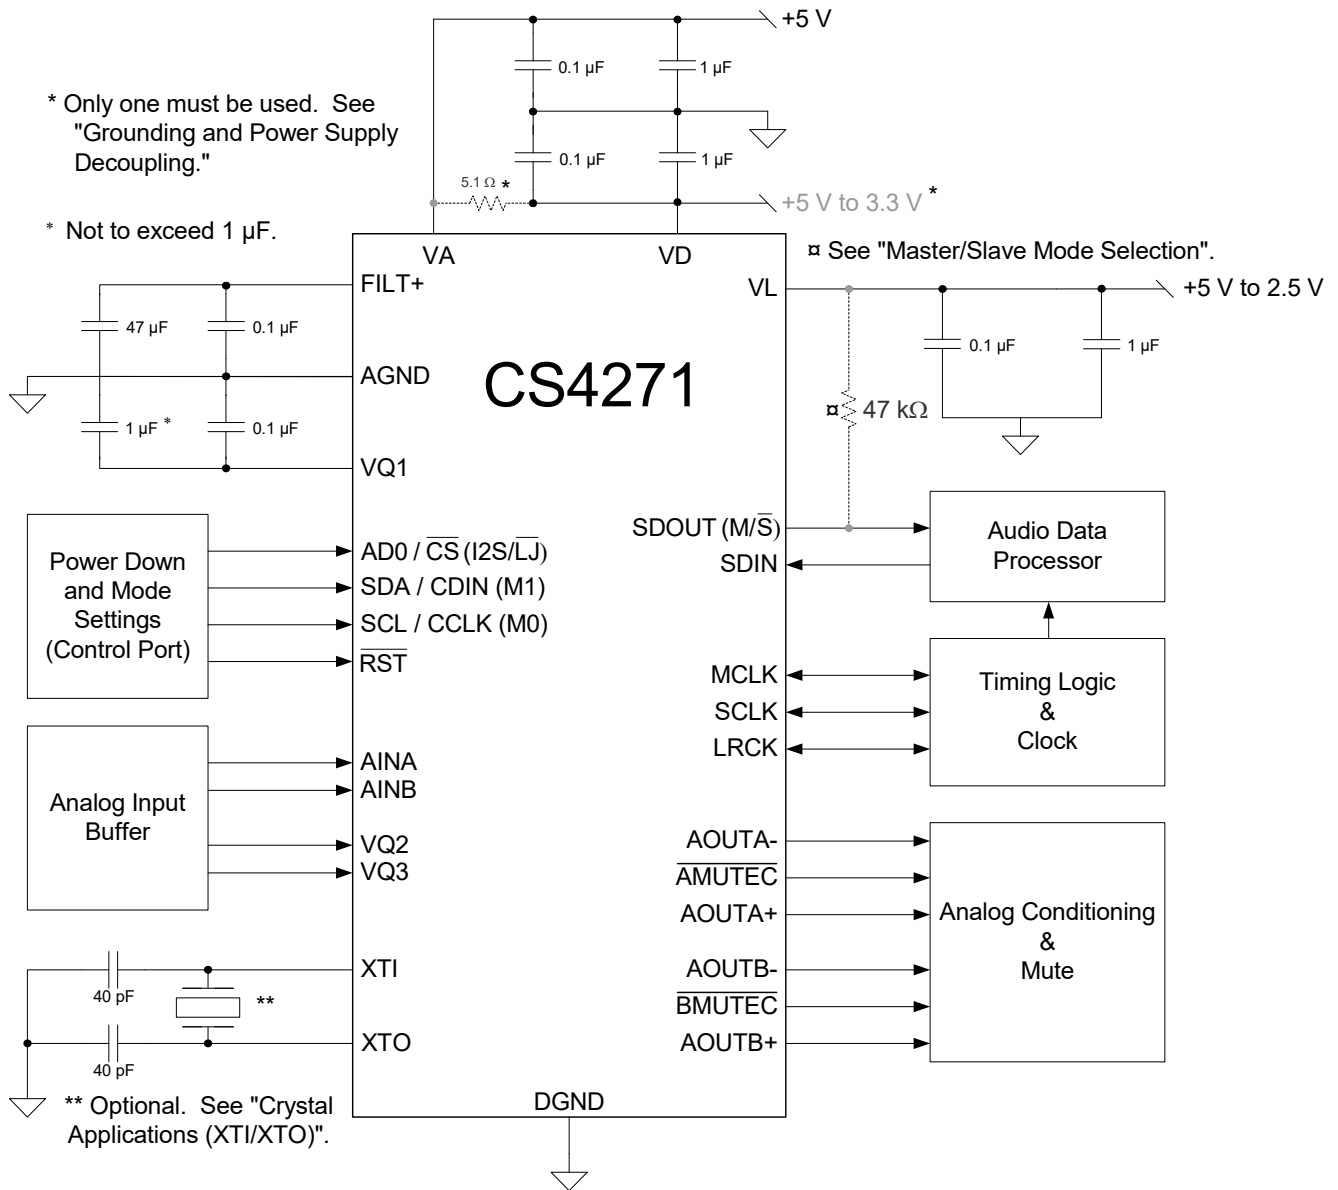 +5 V
0.1 µF
1 µF
* Only one must be used. See
"Grounding and Power Supply
Decoupling."
0.1 µF
1 µF
5.1 Ω *
+5 V to 3.3 V *
* Not to exceed 1 µF.
VA
VD
¤ See "Master/Slave Mode Selection".
FILT+
VL
+5 V to 2.5 V
47 µF
0.1 µF
0.1 µF
1 µF
AGND
CS4271
¤
47 kΩ
1 µF *
0.1 µF
VQ1
Power Down
and Mode
Settings
(Control Port)
AD0 / C̅S̅ (I2S/L̅J̅)
SDA / CDIN (M1)
SCL / CCLK (M0)
R̅S̅T̅
SDOUT (M/S̅)
SDIN
Audio Data
Processor
MCLK
SCLK
LRCK
Timing Logic
&
Clock
Analog Input
Buffer
AINA
AINB
VQ2
VQ3
AOUTA-
A̅M̅U̅T̅E̅C̅
AOUTA+
AOUTB-
B̅M̅U̅T̅E̅C̅
AOUTB+
Analog Conditioning
&
Mute
XTI
40 pF
**
XTO
40 pF
** Optional. See "Crystal
Applications (XTI/XTO)".
DGND